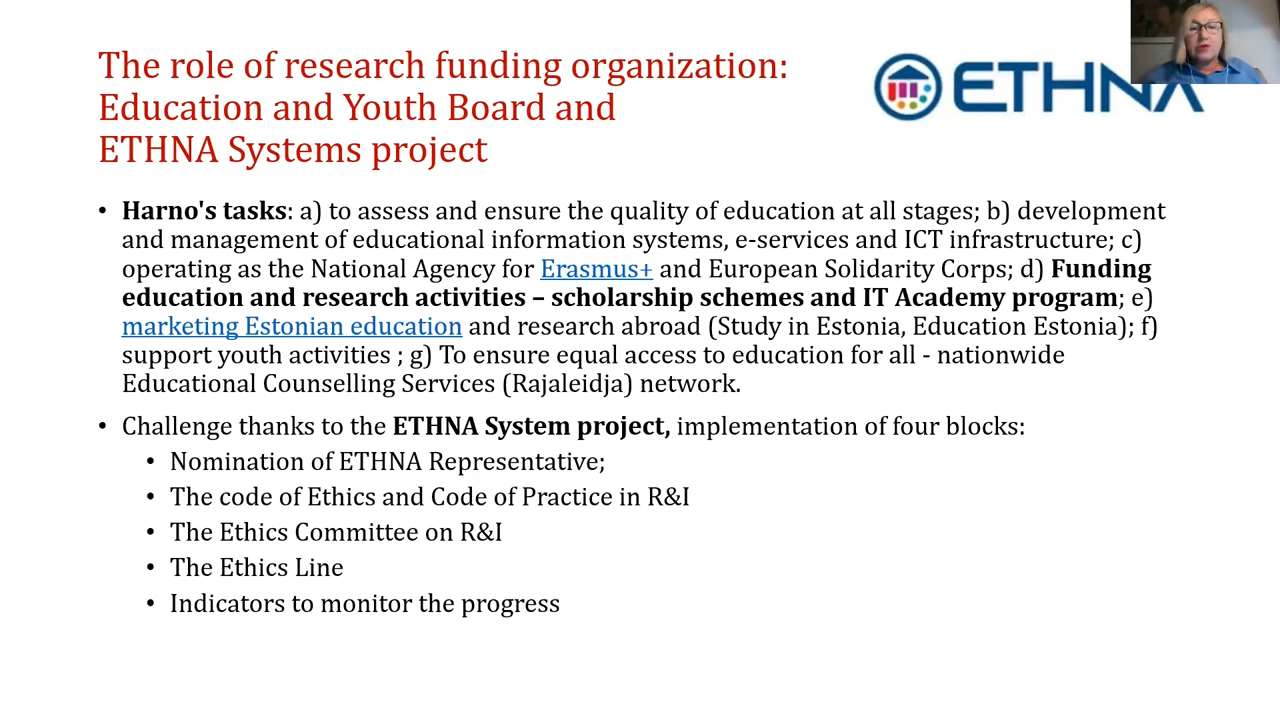 The role of research funding organization:
Education and Youth Board and
ETHNA Systems project
ETHNA
• Harno's tasks: a) to assess and ensure the quality of education at all stages; b) development
and management of educational information systems, e-services and ICT infrastructure; c)
operating as the National Agency for Erasmus+ and European Solidarity Corps; d) Funding
education and research activities – scholarship schemes and IT Academy program; e)
marketing Estonian education and research abroad (Study in Estonia, Education Estonia); f)
support youth activities ; g) To ensure equal access to education for all - nationwide
Educational Counselling Services (Rajaleidja) network.
• Challenge thanks to the ETHNA System project, implementation of four blocks:
• Nomination of ETHNA Representative;
• The code of Ethics and Code of Practice in R&I
• The Ethics Committee on R&I
• The Ethics Line
• Indicators to monitor the progress